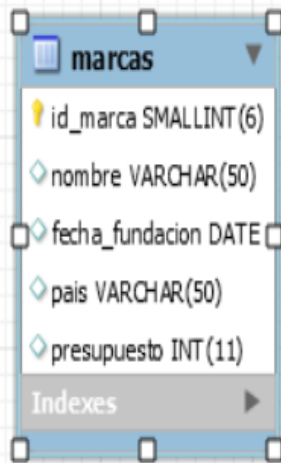 marcas
id_marca SMALLINT(6)
nombre VARCHAR(50)
fecha_fundacion DATE
pais VARCHAR(50)
presupuesto INT(11)
Indexes